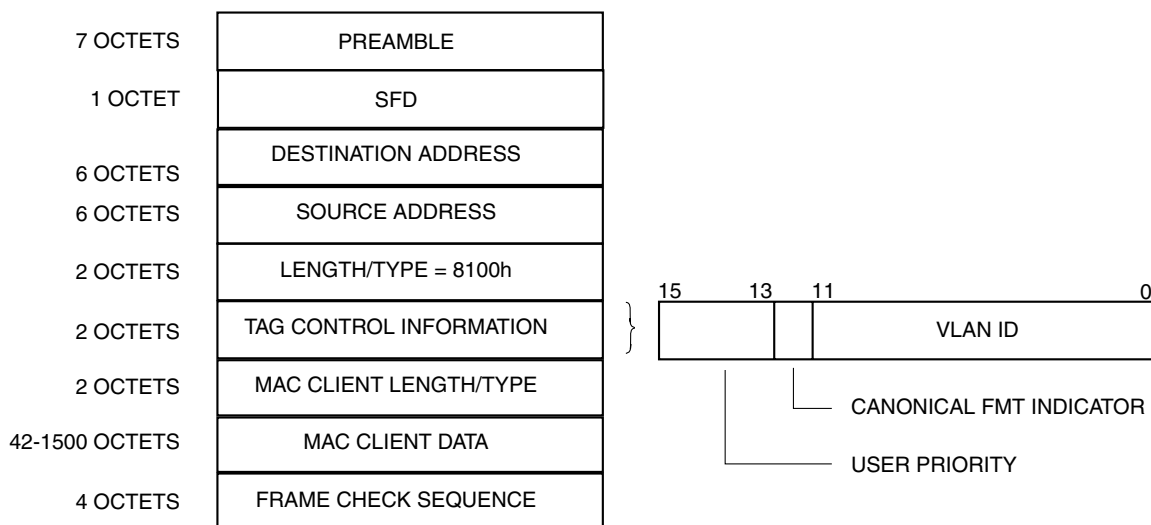 7 OCTETS PREAMBLE
1 OCTET SFD
6 OCTETS DESTINATION ADDRESS
6 OCTETS SOURCE ADDRESS
2 OCTETS LENGTH/TYPE = 8100h
2 OCTETS TAG CONTROL INFORMATION
2 OCTETS MAC CLIENT LENGTH/TYPE
42-1500 OCTETS MAC CLIENT DATA
4 OCTETS FRAME CHECK SEQUENCE
15 13 11 0
VLAN ID
CANONICAL FMT INDICATOR
USER PRIORITY